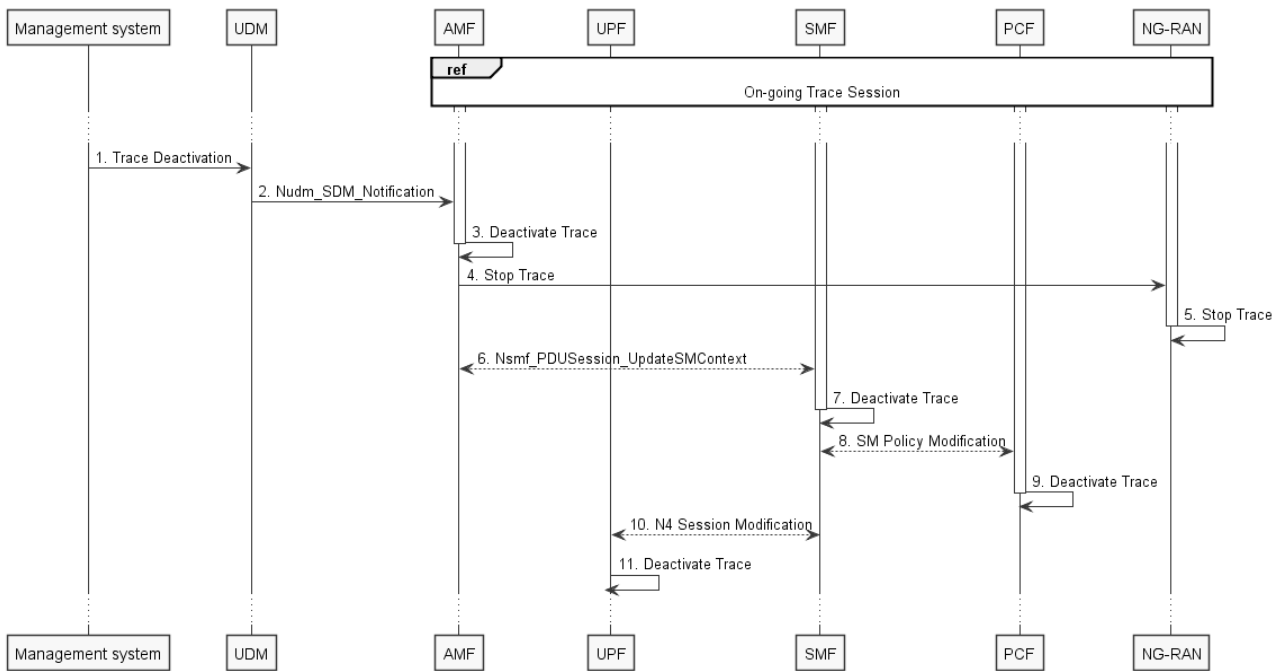 Management system
UDM
AMF
UPF
SMF
PCF
NG-RAN
ref
On-going Trace Session
1. Trace Deactivation
2. Nudm_SDM_Notification
3. Deactivate Trace
4. Stop Trace
5. Stop Trace
6. Nsmf_PDUSession_UpdateSMContext
7. Deactivate Trace
8. SM Policy Modification
9. Deactivate Trace
10. N4 Session Modification
11. Deactivate Trace
Management system
UDM
AMF
UPF
SMF
PCF
NG-RAN